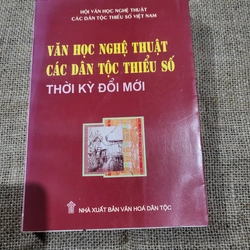 HỘI VĂN HỌC NGHỆ THUẬT
CÁC DÂN TỘC THIỂU SỐ VIỆT NAM
VĂN HỌC NGHỆ THUẬT
CÁC DÂN TỘC THIỂU SỐ
THỜI KỲ ĐỔI MỚI
NHÀ XUẤT BẢN VĂN HOÁ DÂN TỘC